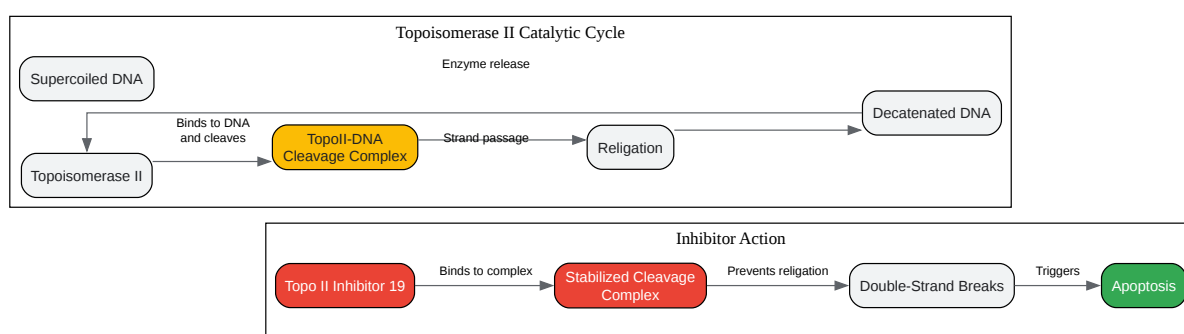 Topoisomerase II Catalytic Cycle
Enzyme release
Supercoiled DNA
Decatenated DNA
Binds to DNA
and cleaves
TopoII-DNA
Cleavage Complex
Strand passage
Religation
Topoisomerase II
Inhibitor Action
Topo II Inhibitor 19
Binds to complex
Stabilized Cleavage
Complex
Prevents religation
Double-Strand Breaks
Triggers
Apoptosis